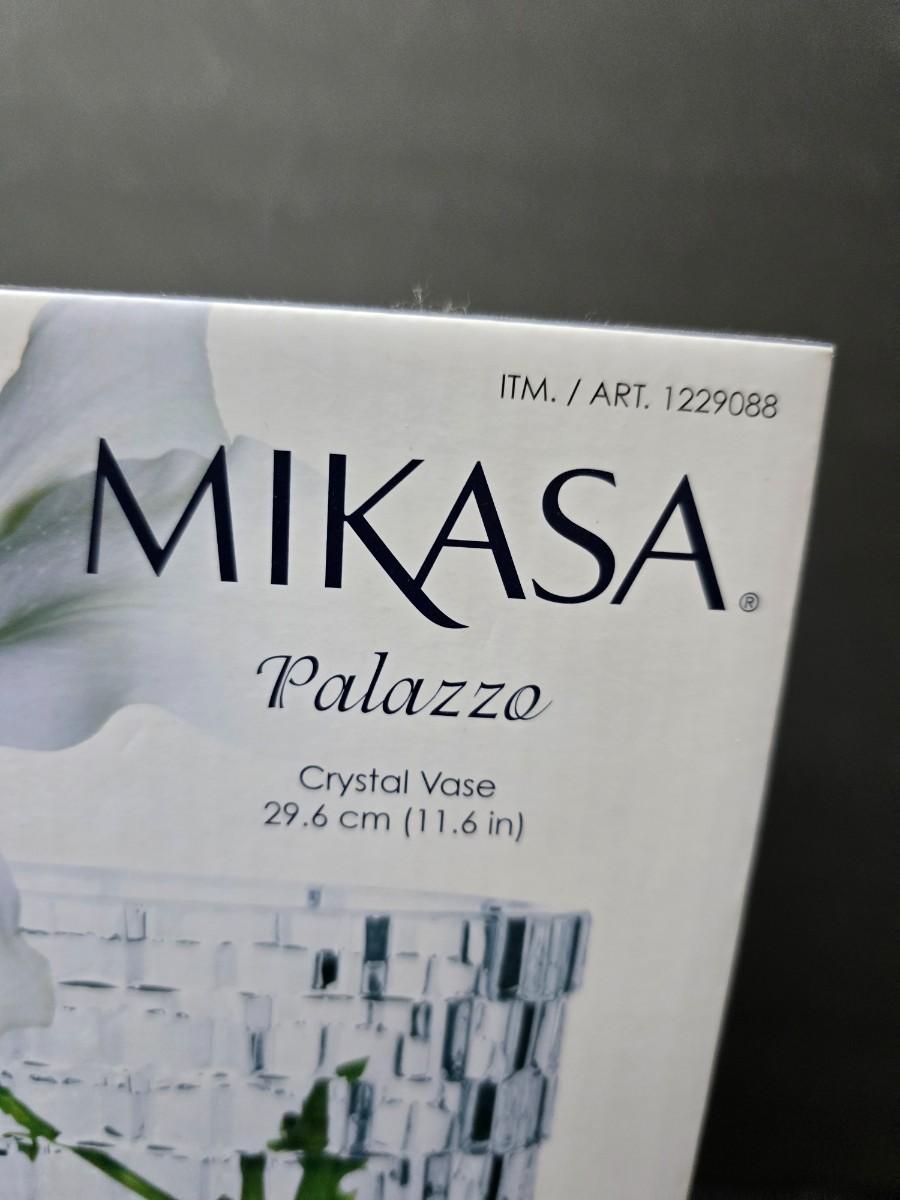 ITM. / ART. 1229088
MIKASA®
Palazzo
Crystal Vase
29.6 cm (11.6 in)